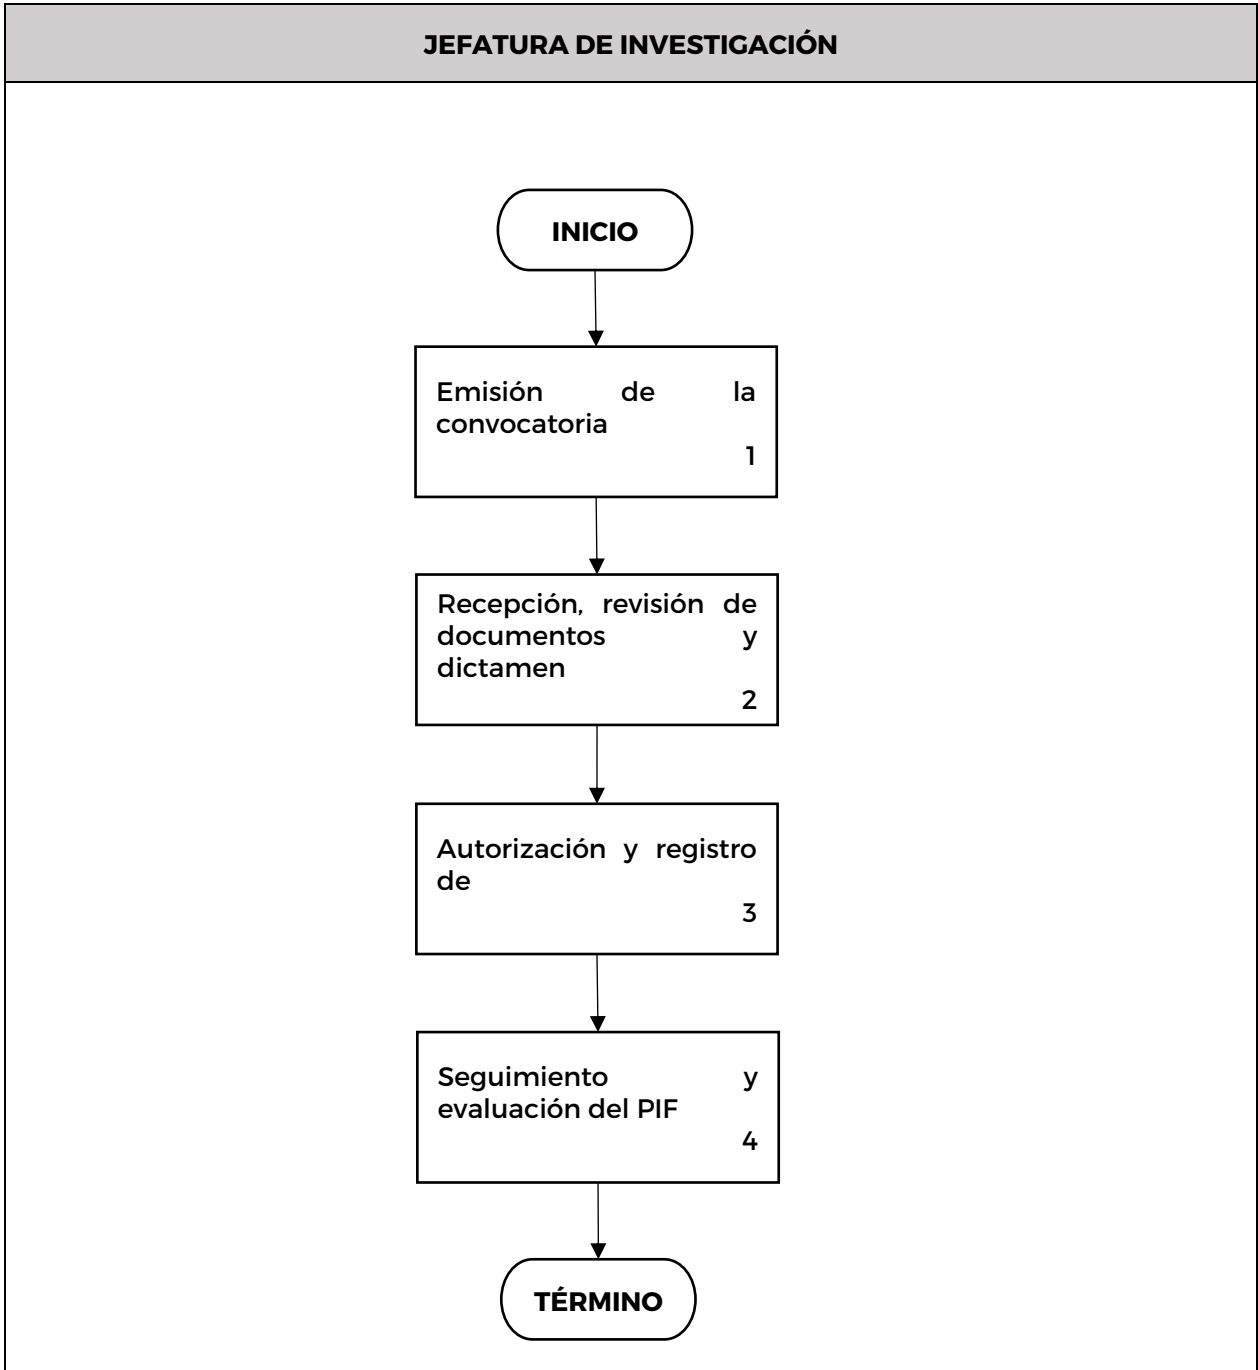 JEFATURA DE INVESTIGACIÓN
INICIO
Emisión de la
convocatoria
1
Recepción, revisión de
documentos y
dictamen
2
Autorización y registro
de
3
Seguimiento y
evaluación del PIF
4
TÉRMINO